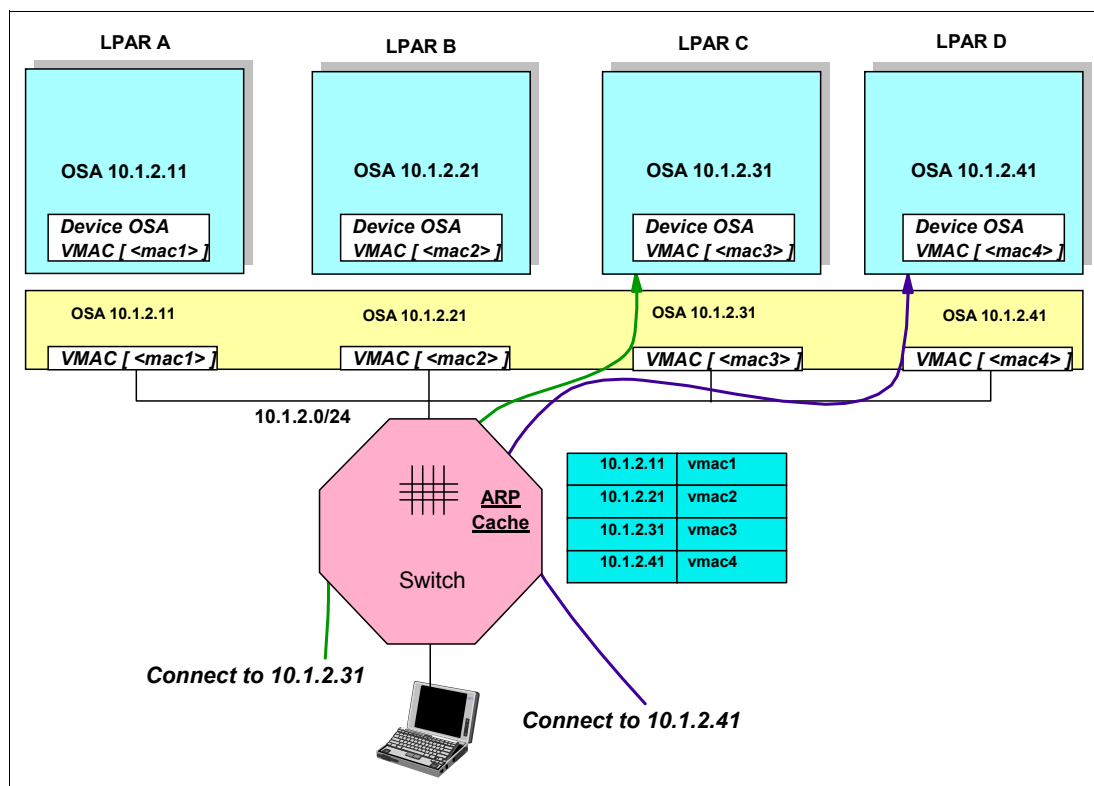 LPAR A
LPAR B
LPAR C
LPAR D
OSA 10.1.2.11
OSA 10.1.2.21
OSA 10.1.2.31
OSA 10.1.2.41
Device OSA
VMAC [ <mac1> ]
Device OSA
VMAC [ <mac2> ]
Device OSA
VMAC [ <mac3> ]
Device OSA
VMAC [ <mac4> ]
OSA 10.1.2.11
OSA 10.1.2.21
OSA 10.1.2.31
OSA 10.1.2.41
VMAC [ <mac1> ]
VMAC [ <mac2> ]
VMAC [ <mac3> ]
VMAC [ <mac4> ]
10.1.2.0/24
ARP
Cache
Switch
10.1.2.11 vmac1
10.1.2.21 vmac2
10.1.2.31 vmac3
10.1.2.41 vmac4
Connect to 10.1.2.31
Connect to 10.1.2.41